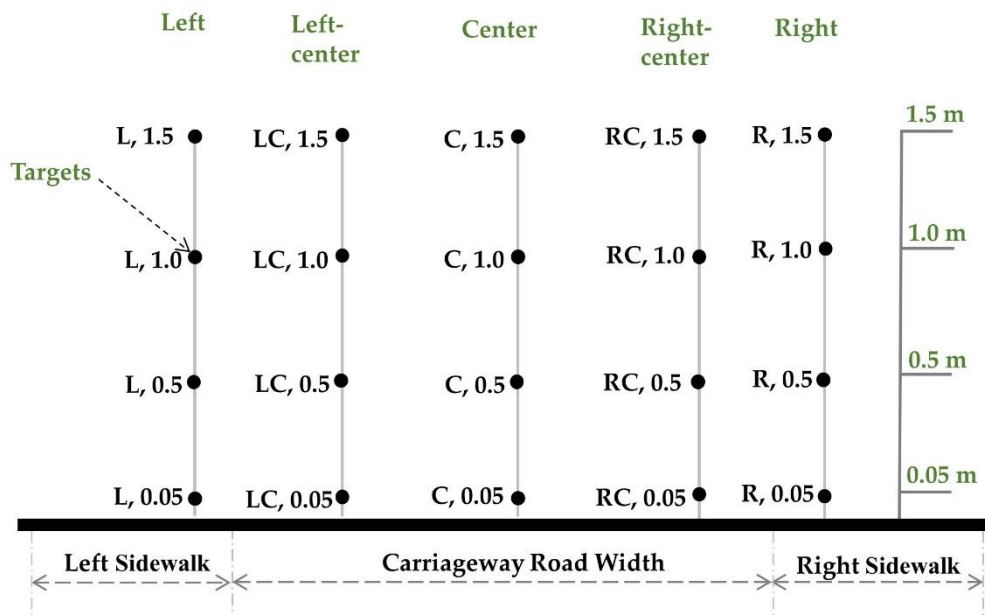 Left
Left-
center
Center
Right-
center
Right
L, 1.5
LC, 1.5
C, 1.5
RC, 1.5
R, 1.5
1.5 m
Targets
L, 1.0
LC, 1.0
C, 1.0
RC, 1.0
R, 1.0
1.0 m
L, 0.5
LC, 0.5
C, 0.5
RC, 0.5
R, 0.5
0.5 m
L, 0.05
LC, 0.05
C, 0.05
RC, 0.05
R, 0.05
0.05 m
Left Sidewalk
Carriageway Road Width
Right Sidewalk